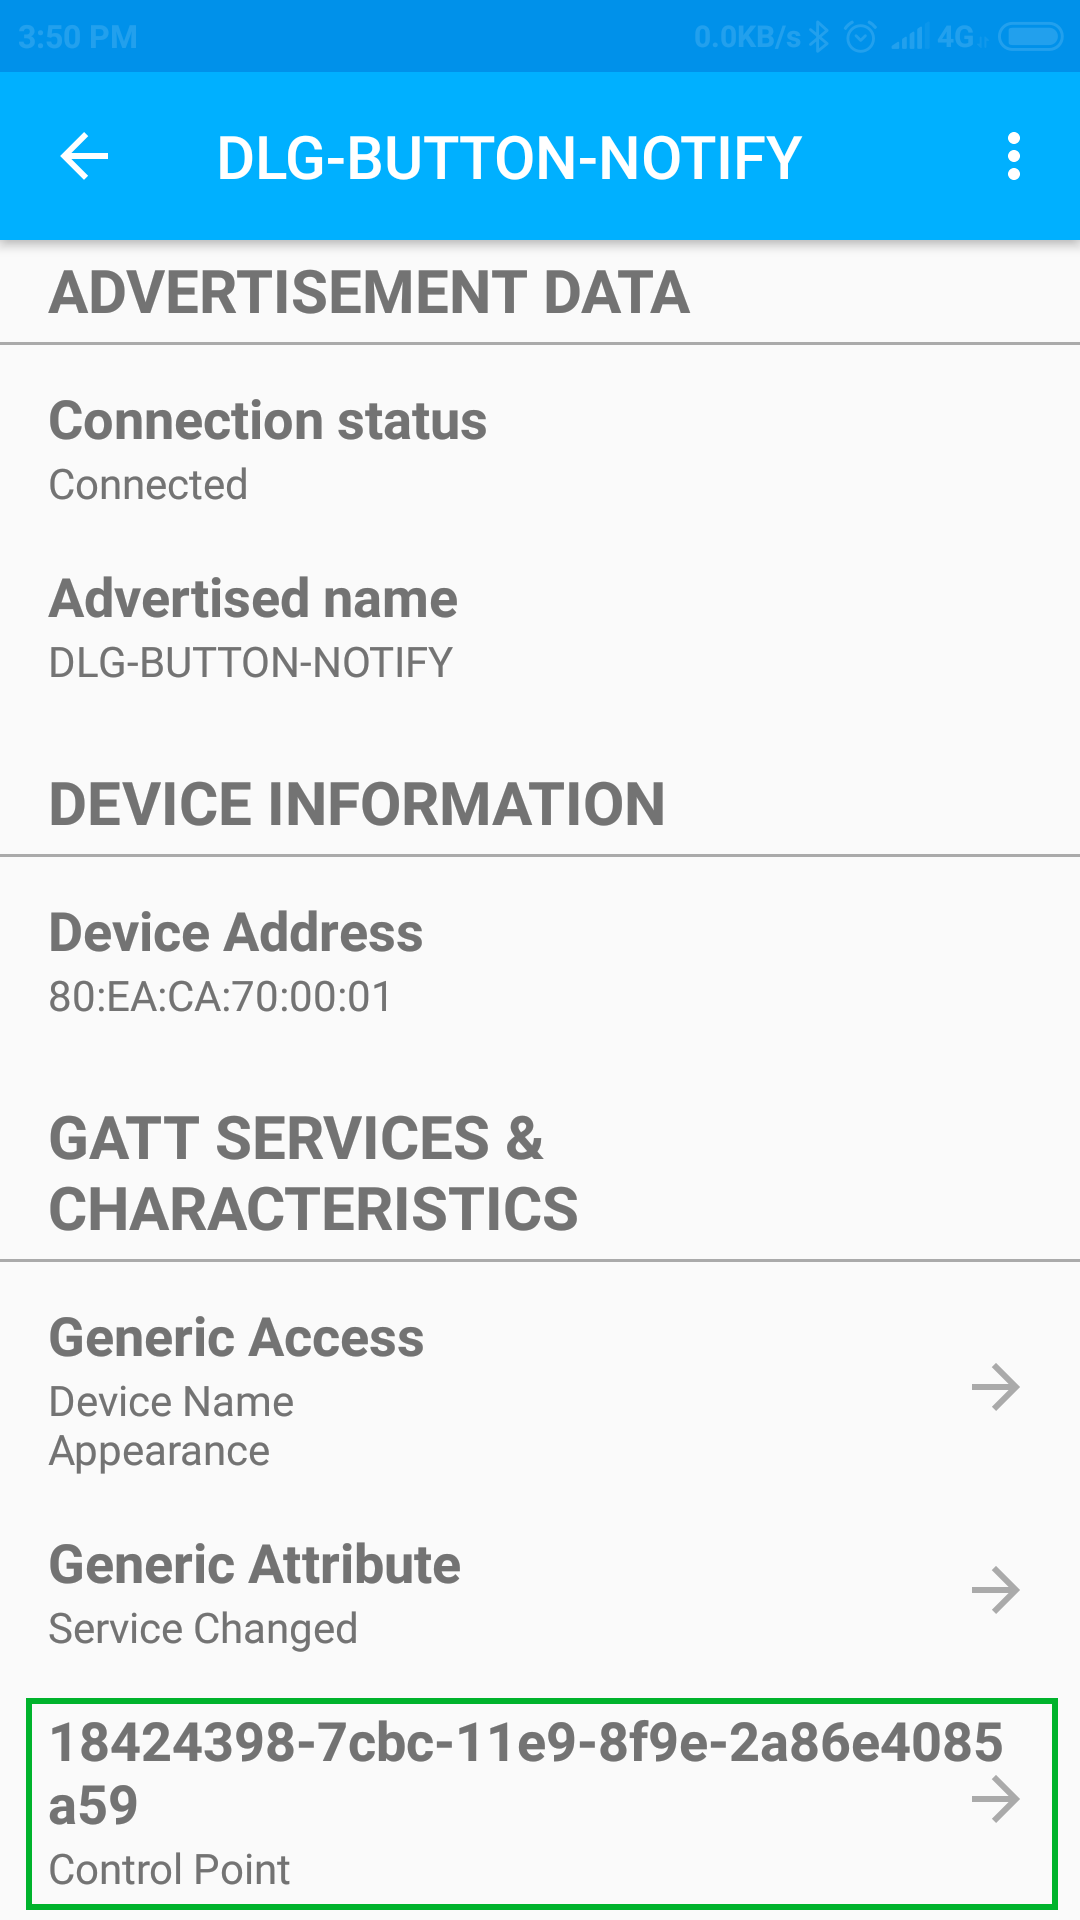 3:50 PM 0.0KB/s 4G
DLG-BUTTON-NOTIFY
ADVERTISEMENT DATA
Connection status
Connected
Advertised name
DLG-BUTTON-NOTIFY
DEVICE INFORMATION
Device Address
80:EA:CA:70:00:01
GATT SERVICES &
CHARACTERISTICS
Generic Access
Device Name
Appearance
Generic Attribute
Service Changed
18424398-7cbc-11e9-8f9e-2a86e4085
a59
Control Point